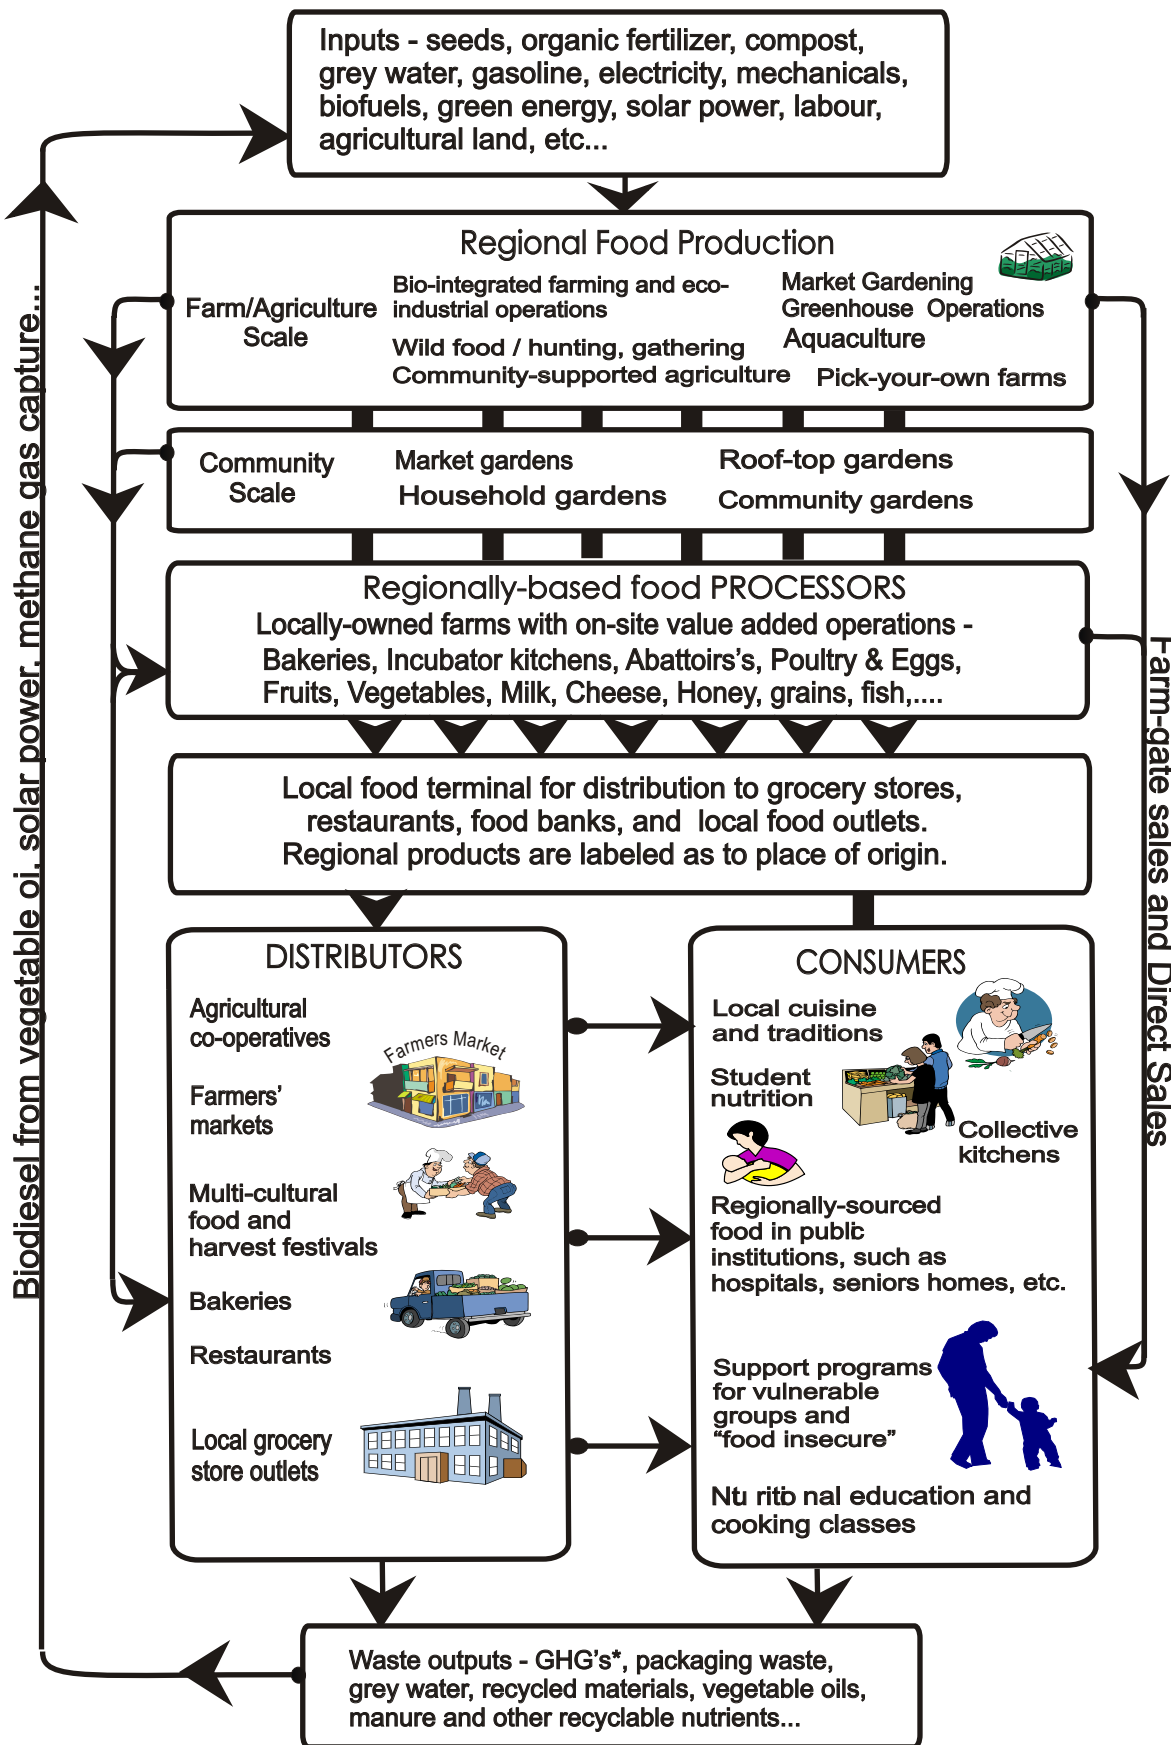 Inputs - seeds, organic fertilizer, compost,
grey water, gasoline, electricity, mechanicals,
biofuels, green energy, solar power, labour,
agricultural land, etc...
Regional Food Production
Farm/Agriculture
Scale
Bio-integrated farming and eco-
industrial operations
Wild food / hunting, gathering
Community-supported agriculture
Market Gardening
Greenhouse Operations
Aquaculture
Pick-your-own farms
Community
Scale
Market gardens
Household gardens
Roof-top gardens
Community gardens
Regionally-based food PROCESSORS
Locally-owned farms with on-site value added operations -
Bakeries, Incubator kitchens, Abattoirs's, Poultry & Eggs,
Fruits, Vegetables, Milk, Cheese, Honey, grains, fish,....
Local food terminal for distribution to grocery stores,
restaurants, food banks, and local food outlets.
Regional products are labeled as to place of origin.
DISTRIBUTORS
Agricultural
co-operatives
Farmers Market
Farmers'
markets
Multi-cultural
food and
harvest festivals
Bakeries
Restaurants
Local grocery
store outlets
CONSUMERS
Local cuisine
and traditions
Student
nutrition
Collective
kitchens
Regionally-sourced
food in public
institutions, such as
hospitals, seniors homes, etc.
Support programs
for vulnerable
groups and
“food insecure”
Nutritional education and
cooking classes
Waste outputs - GHG's*, packaging waste,
grey water, recycled materials, vegetable oils,
manure and other recyclable nutrients...
Biodiesel from vegetable oi, solar power, methane gas capture...
Farm-gate sales and Direct Sales